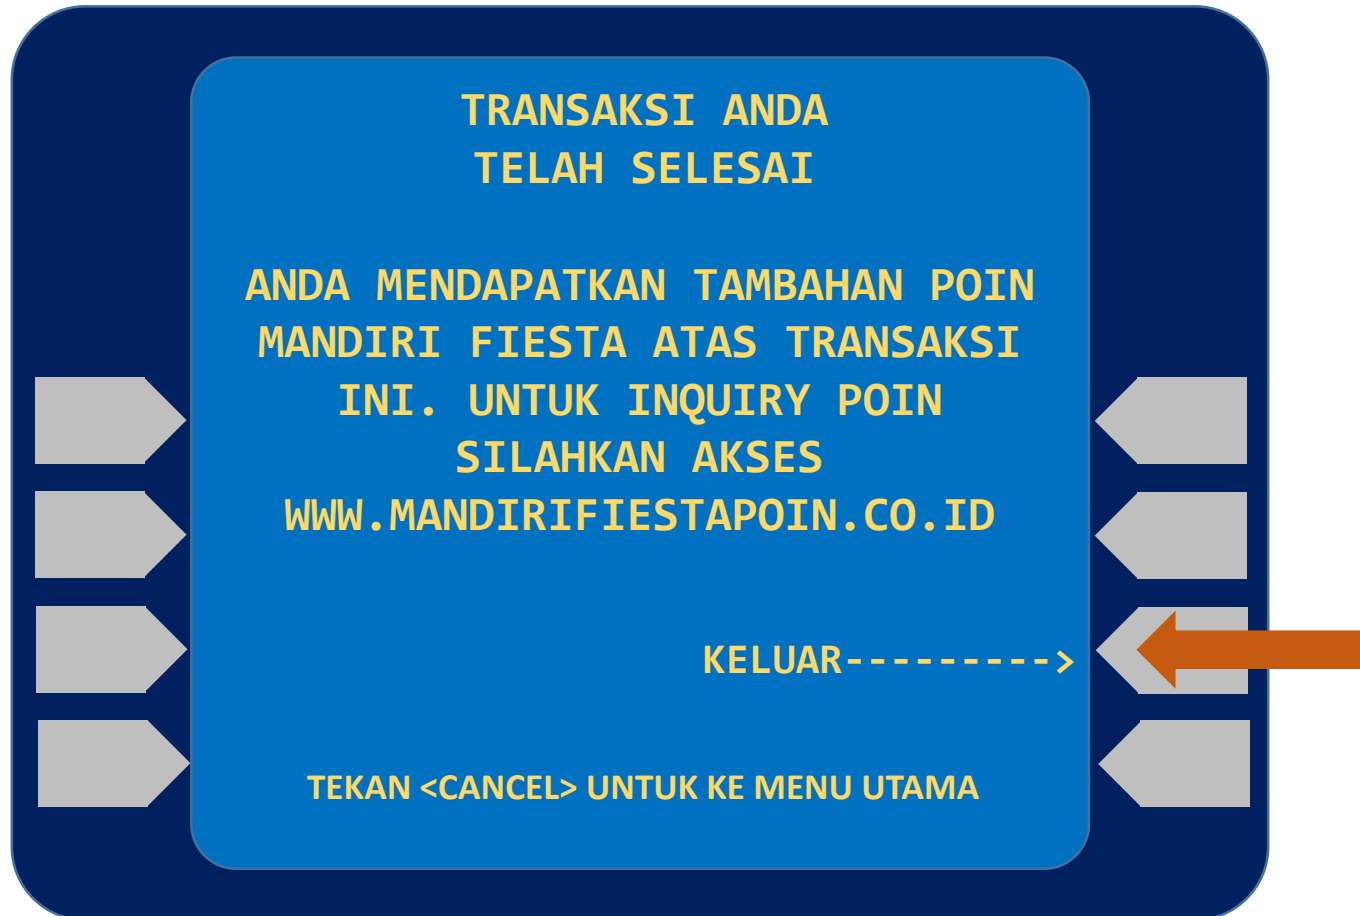 TRANSAKSI ANDA
TELAH SELESAI
ANDA MENDAPATKAN TAMBAHAN POIN
MANDIRI FIESTA ATAS TRANSAKSI
INI. UNTUK INQUIRY POIN
SILAHKAN AKSES
WWW.MANDIRIFIESTAPOIN.CO.ID
KELUAR--------->
TEKAN <CANCEL> UNTUK KE MENU UTAMA